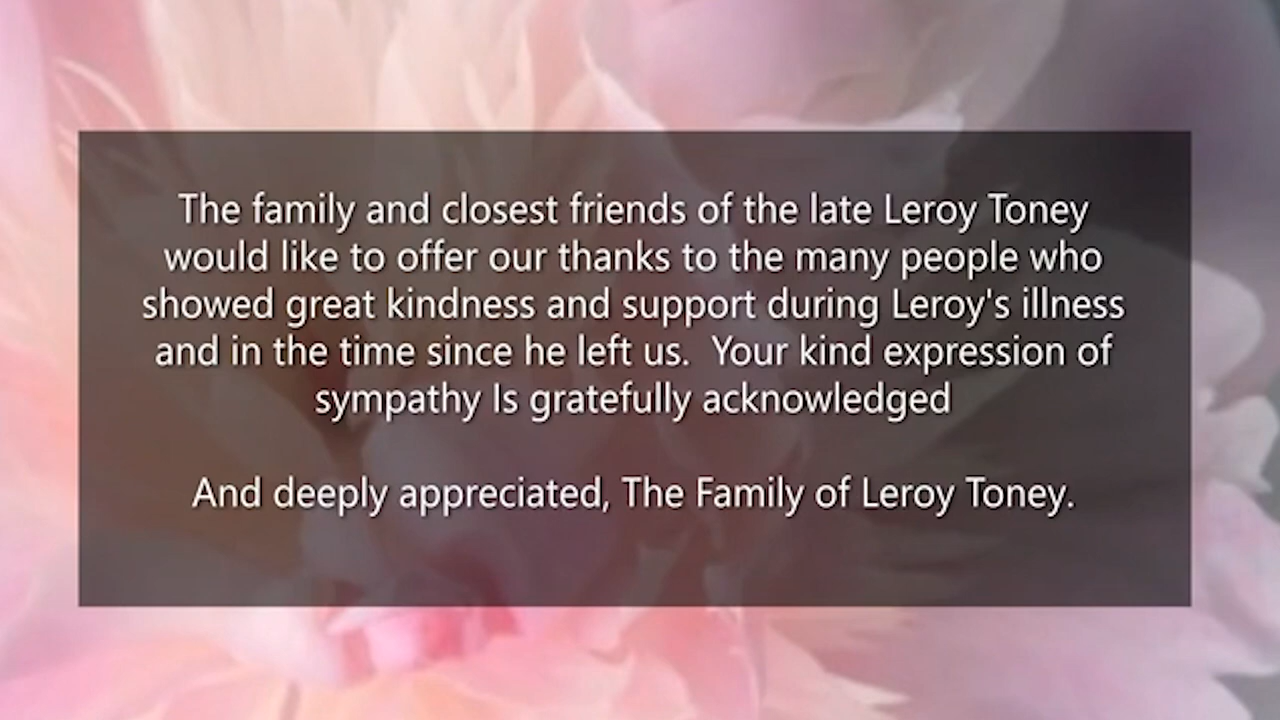 The family and closest friends of the late Leroy Toney
would like to offer our thanks to the many people who
showed great kindness and support during Leroy's illness
and in the time since he left us.  Your kind expression of
sympathy Is gratefully acknowledged
And deeply appreciated, The Family of Leroy Toney.